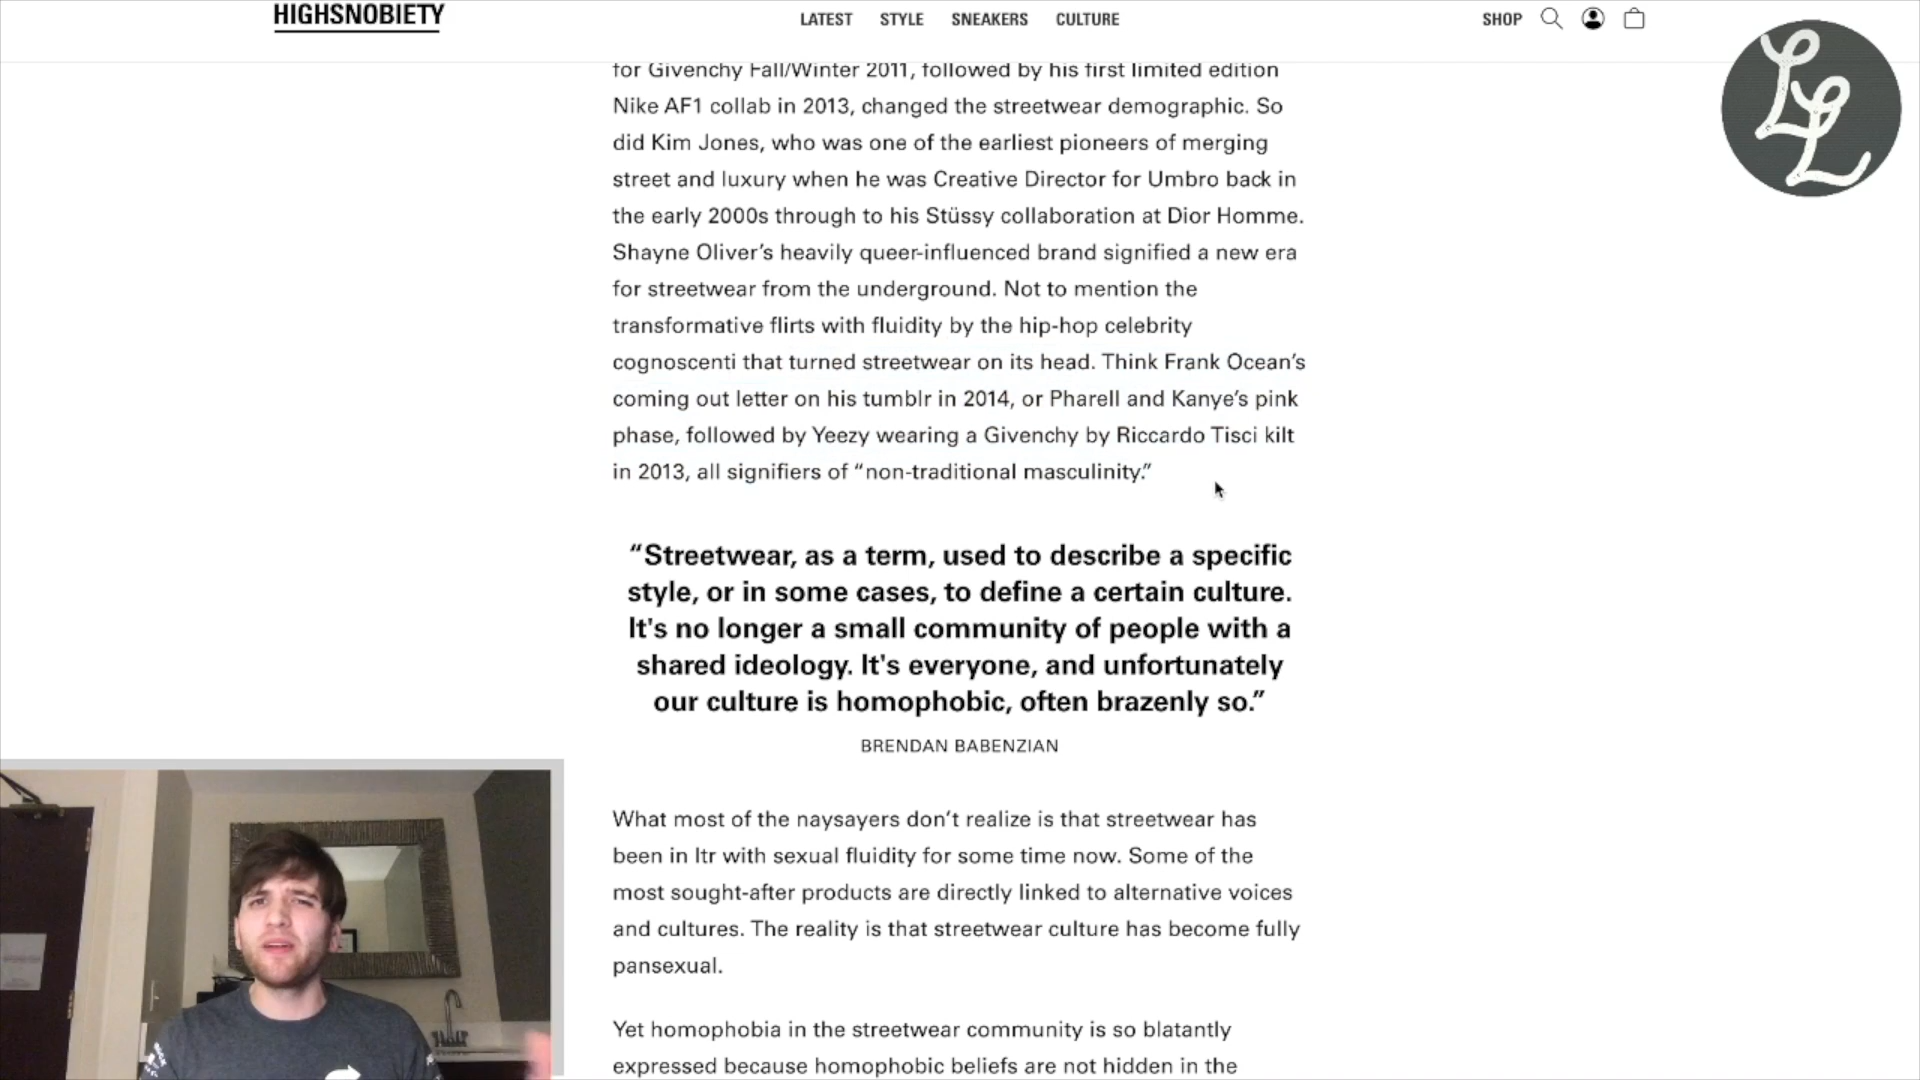 HIGHSNOBIETY
LATEST STYLE SNEAKERS CULTURE
SHOP
LL
for Givenchy Fall/Winter 2011, followed by his first limited edition
Nike AF1 collab in 2013, changed the streetwear demographic. So
did Kim Jones, who was one of the earliest pioneers of merging
street and luxury when he was Creative Director for Umbro back in
the early 2000s through to his Stüssy collaboration at Dior Homme.
Shayne Oliver’s heavily queer-influenced brand signified a new era
for streetwear from the underground. Not to mention the
transformative flirts with fluidity by the hip-hop celebrity
cognoscenti that turned streetwear on its head. Think Frank Ocean’s
coming out letter on his tumblr in 2014, or Pharell and Kanye’s pink
phase, followed by Yeezy wearing a Givenchy by Riccardo Tisci kilt
in 2013, all signifiers of “non-traditional masculinity.”
“Streetwear, as a term, used to describe a specific
style, or in some cases, to define a certain culture.
It's no longer a small community of people with a
shared ideology. It's everyone, and unfortunately
our culture is homophobic, often brazenly so.”
BRENDAN BABENZIAN
What most of the naysayers don’t realize is that streetwear has
been in ltr with sexual fluidity for some time now. Some of the
most sought-after products are directly linked to alternative voices
and cultures. The reality is that streetwear culture has become fully
pansexual.
Yet homophobia in the streetwear community is so blatantly
expressed because homophobic beliefs are not hidden in the